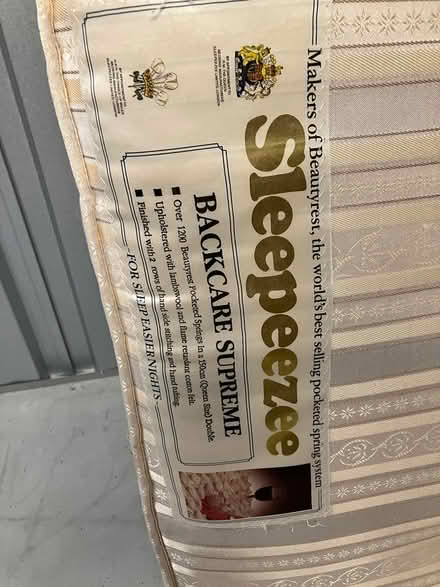 Makers of Beautyrest, the world's best selling pocketed spring system
Sleepeezee
BACKCARE SUPREME
■ Over 1200 Beautyrest Pocketed Springs in a 150cm (Queen Size) Double.
■ Upholstered with lambswool and flame retardant cotton felt.
■ Finished with 2 rows of hand side stitching and hand tufting.
-FOR SLEEP EASIER NIGHTS-
BY APPOINTMENT